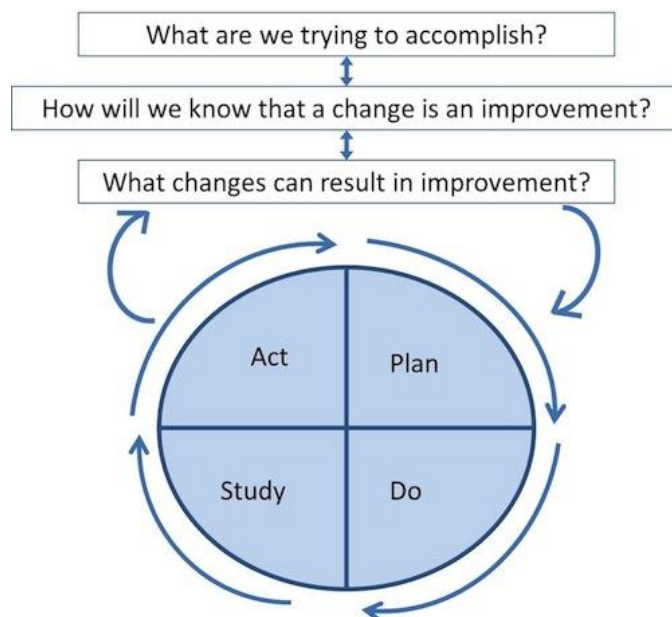 What are we trying to accomplish?
How will we know that a change is an improvement?
What changes can result in improvement?
Act
Plan
Study
Do